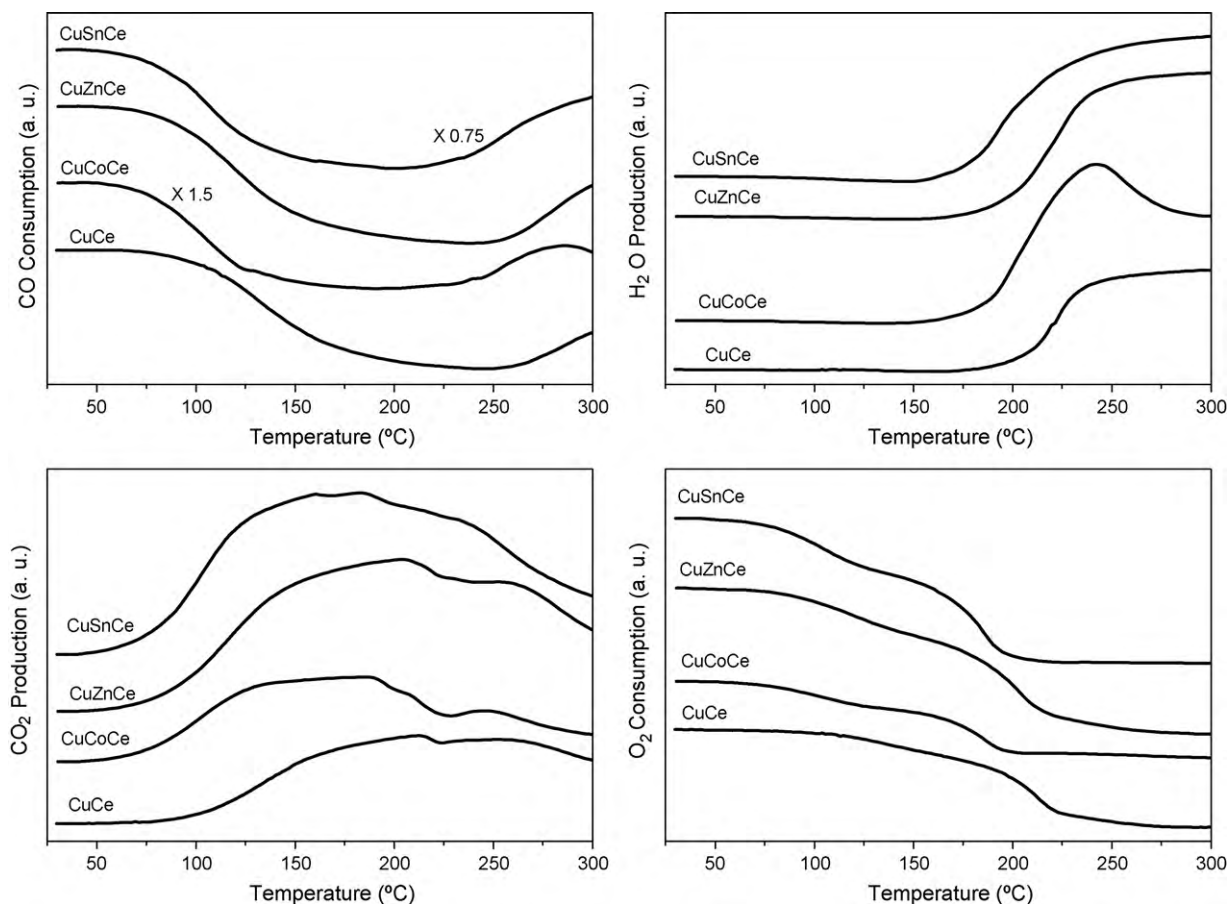 CuSnCe
CuZnCe
X 0.75
CuCoCe
X 1.5
CuCe
CO Consumption (a. u.)
50 100 150 200 250 300
Temperature (ºC)
CuSnCe
CuZnCe
CuCoCe
CuCe
H2 O Production (a. u.)
50 100 150 200 250 300
Temperature (ºC)
CuSnCe
CuZnCe
CuCoCe
CuCe
CO2 Production (a. u.)
50 100 150 200 250 300
Temperature (ºC)
CuSnCe
CuZnCe
CuCoCe
CuCe
O2 Consumption (a. u.)
50 100 150 200 250 300
Temperature (ºC)